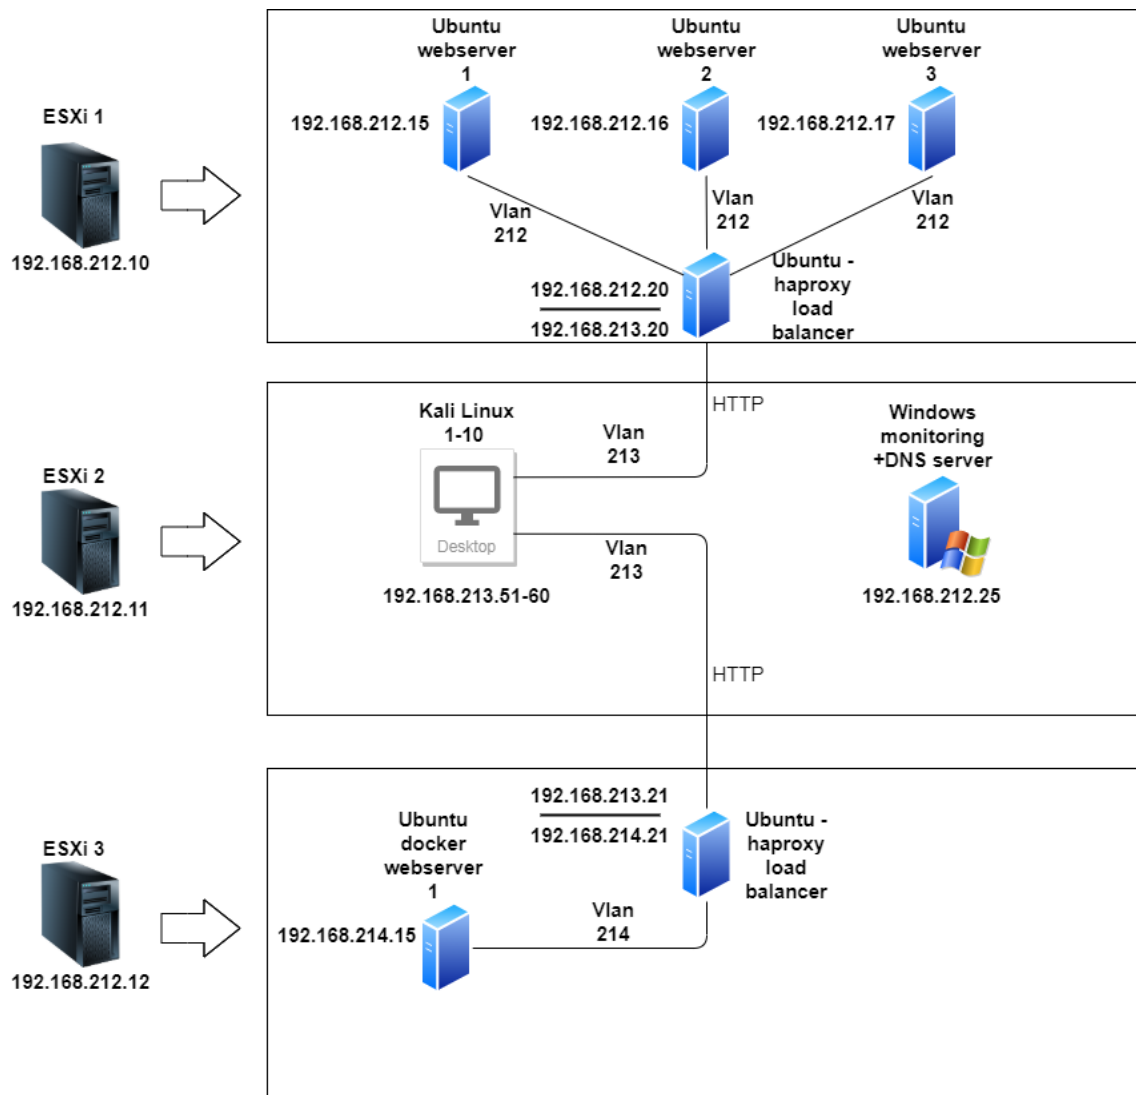 ESXi 1
192.168.212.10
Ubuntu
webserver
1
192.168.212.15
Ubuntu
webserver
2
192.168.212.16
Ubuntu
webserver
3
192.168.212.17
Vlan
212
Vlan
212
Vlan
212
192.168.212.20
192.168.213.20
Ubuntu -
haproxy
load
balancer
ESXi 2
192.168.212.11
HTTP
Kali Linux
1-10
Desktop
192.168.213.51-60
Vlan
213
Vlan
213
Windows
monitoring
+DNS server
192.168.212.25
HTTP
ESXi 3
192.168.212.12
192.168.213.21
192.168.214.21
Ubuntu -
haproxy
load
balancer
Ubuntu
docker
webserver
1
192.168.214.15
Vlan
214